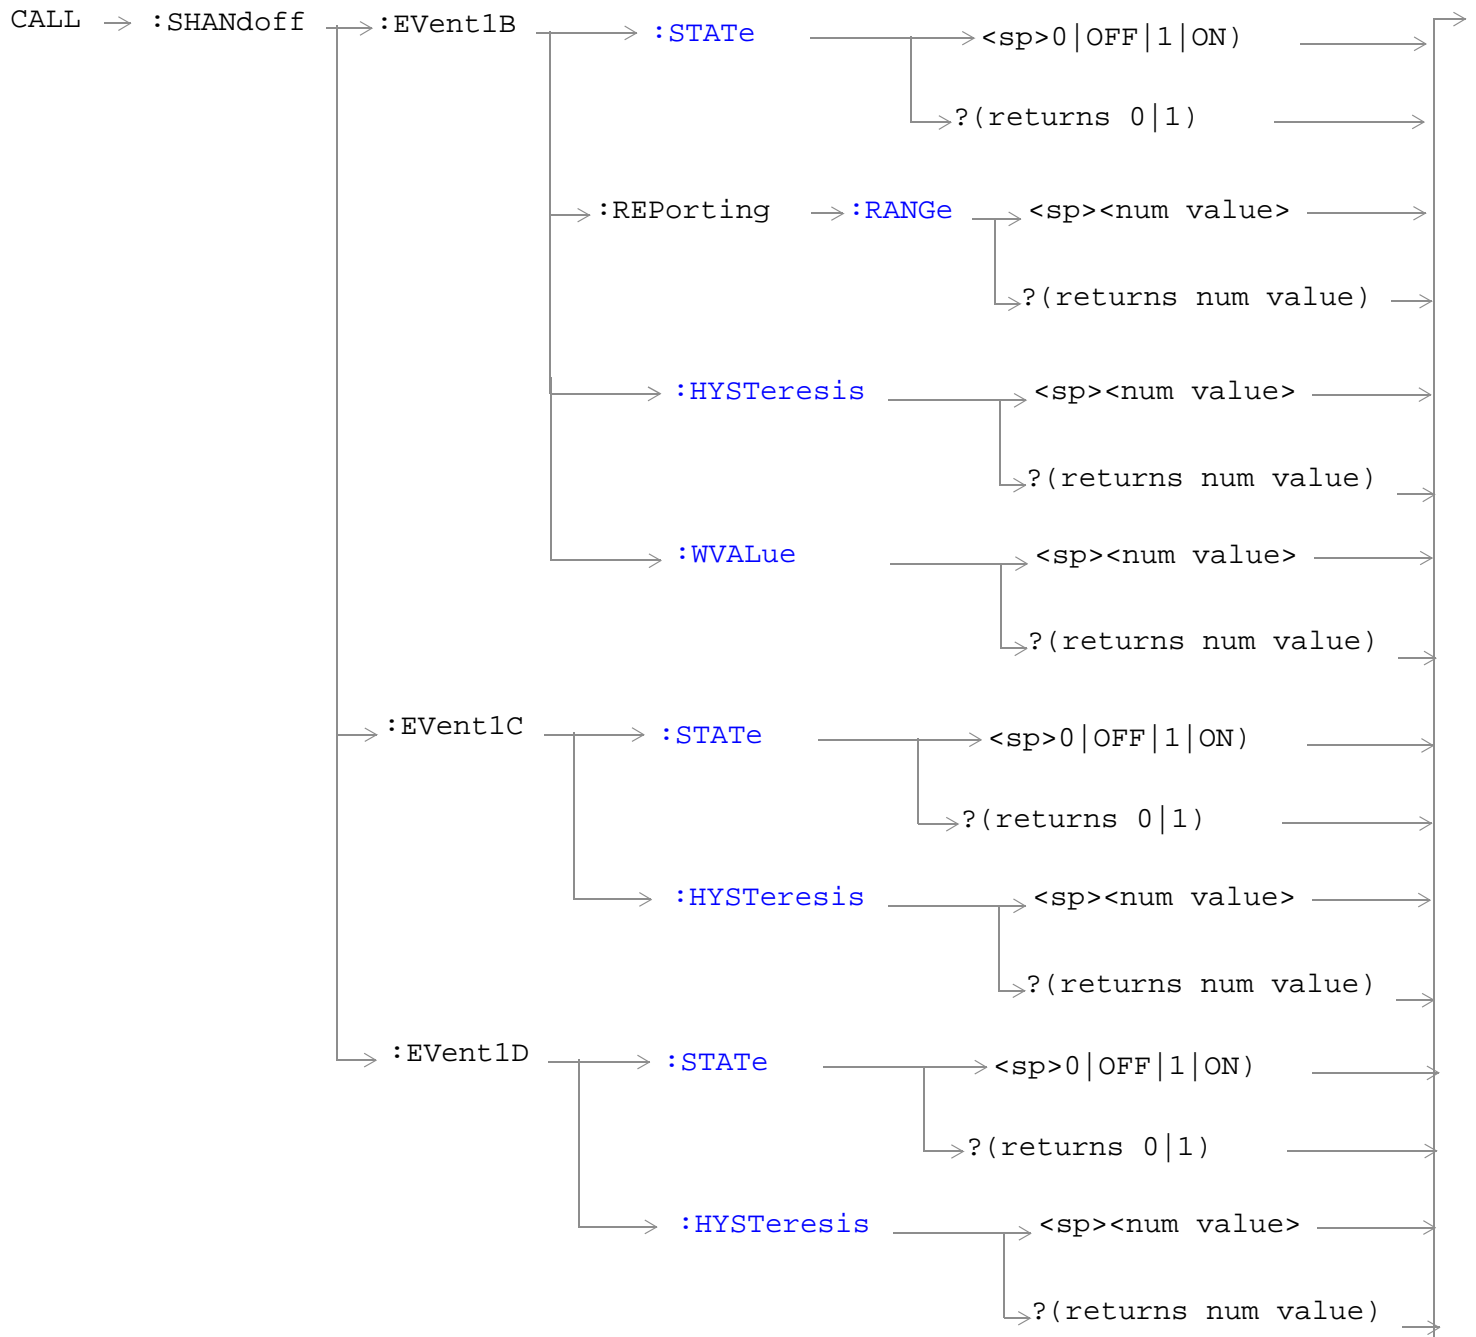 CALL :SHANdoff :EVent1B :STATe <sp>0|OFF|1|ON)
?(returns 0|1)
:REPorting :RANGe <sp><num value>
?(returns num value)
:HYSTeresis <sp><num value>
?(returns num value)
:WVALue <sp><num value>
?(returns num value)
:EVent1C :STATe <sp>0|OFF|1|ON)
?(returns 0|1)
:HYSTeresis <sp><num value>
?(returns num value)
:EVent1D :STATe <sp>0|OFF|1|ON)
?(returns 0|1)
:HYSTeresis <sp><num value>
?(returns num value)